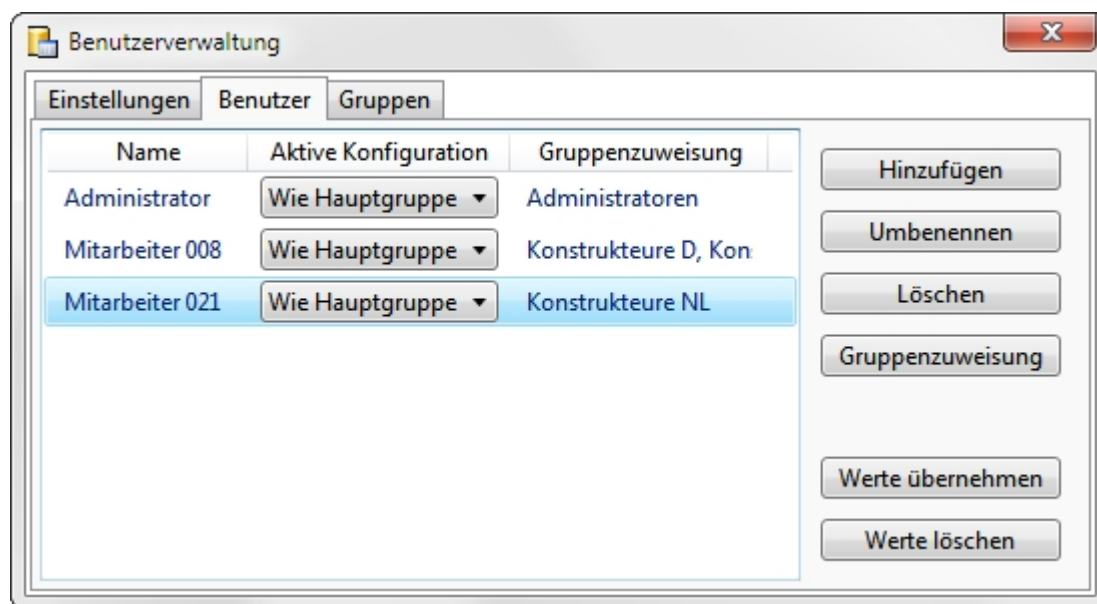 Benutzerverwaltung
Einstellungen Benutzer Gruppen
Name Aktive Konfiguration Gruppenzuweisung
Administrator Wie Hauptgruppe Administratoren
Mitarbeiter 008 Wie Hauptgruppe Konstrukteure D, Kon
Mitarbeiter 021 Wie Hauptgruppe Konstrukteure NL
Hinzufügen
Umbenennen
Löschen
Gruppenzuweisung
Werte übernehmen
Werte löschen